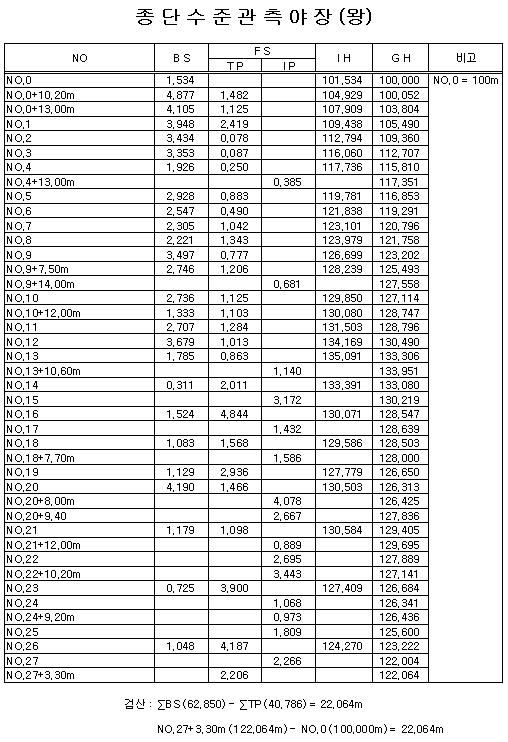 종 단 수 준 관 측 야 장 (왕)
NO B S F S I H G H 비고
T P I P
NO.0 1.534 101.534 100.000 NO.0 = 100m
NO.0+10.20m 4.877 1.482 104.929 100.052
NO.0+13.00m 4.105 1.125 107.909 103.804
NO.1 3.948 2.419 109.438 105.490
NO.2 3.434 0.078 112.794 109.360
NO.3 3.353 0.087 116.060 112.707
NO.4 1.926 0.250 117.736 115.810
NO.4+13.00m 0.385 117.351
NO.5 2.928 0.883 119.781 116.853
NO.6 2.547 0.490 121.838 119.291
NO.7 2.305 1.042 123.101 120.796
NO.8 2.221 1.343 123.979 121.758
NO.9 3.497 0.777 126.699 123.202
NO.9+7.50m 2.746 1.206 128.239 125.493
NO.9+14.00m 0.681 127.558
NO.10 2.736 1.125 129.850 127.114
NO.10+12.00m 1.333 1.103 130.080 128.747
NO.11 2.707 1.284 131.503 128.796
NO.12 3.679 1.013 134.169 130.490
NO.13 1.785 0.863 135.091 133.306
NO.13+10.60m 1.140 133.951
NO.14 0.311 2.011 133.391 133.080
NO.15 3.172 130.219
NO.16 1.524 4.844 130.071 128.547
NO.17 1.432 128.639
NO.18 1.083 1.568 129.586 128.503
NO.18+7.70m 1.586 128.000
NO.19 1.129 2.936 127.779 126.650
NO.20 4.190 1.466 130.503 126.313
NO.20+8.00m 4.078 126.425
NO.20+9.40 2.667 127.836
NO.21 1.179 1.098 130.584 129.405
NO.21+12.00m 0.889 129.695
NO.22 2.695 127.889
NO.22+10.20m 3.443 127.141
NO.23 0.725 3.900 127.409 126.684
NO.24 1.068 126.341
NO.24+9.20m 0.973 126.436
NO.25 1.809 125.600
NO.26 1.048 4.187 124.270 123.222
NO.27 2.266 122.004
NO.27+3.30m 2.206 122.064
검산 : ∑B S (62.850) - ∑T P (40.786) = 22.064m
NO.27+3.30m (122.064m) - NO.0 (100.000m) = 22.064m